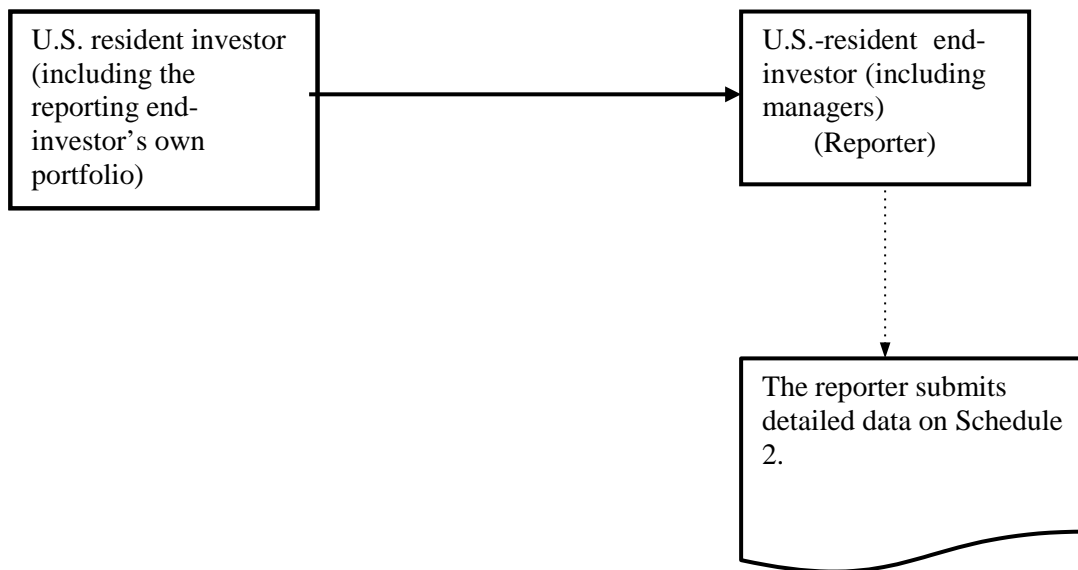 U.S. resident investor
(including the
reporting end-
investor’s own
portfolio)
U.S.-resident end-
investor (including
managers)
(Reporter)
The reporter submits
detailed data on Schedule
2.